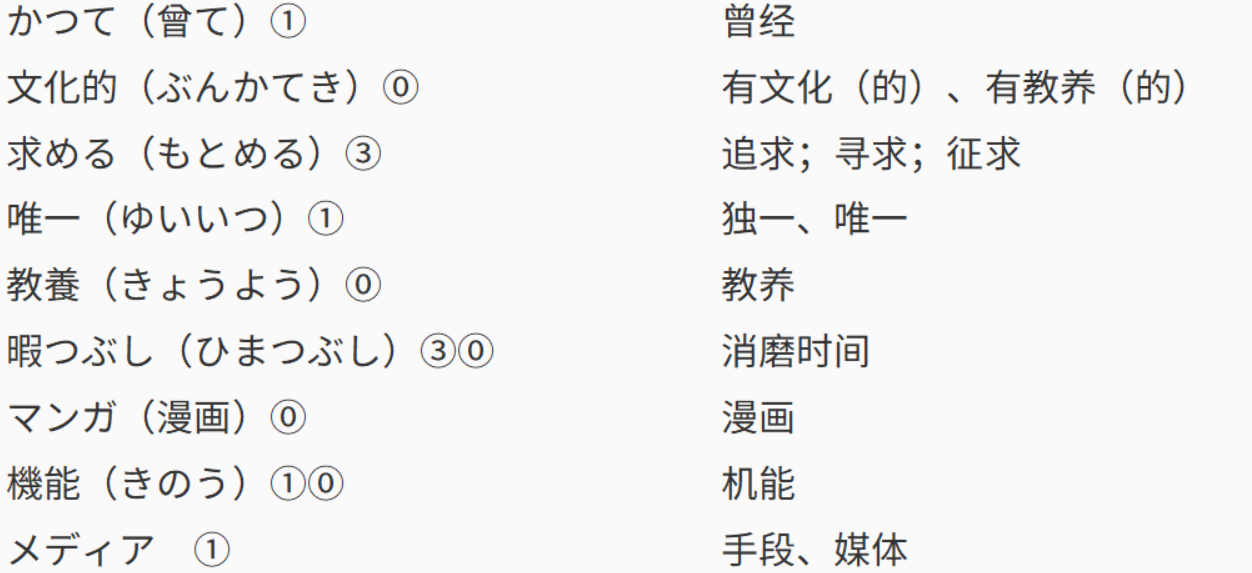 かつて（曾て）① 曾经
文化的（ぶんかてき）⓪ 有文化（的）、有教养（的）
求める（もとめる）③ 追求；寻求；征求
唯一（ゆいいつ）① 独一、唯一
教養（きょうよう）⓪ 教养
暇つぶし（ひまつぶし）③⓪ 消磨时间
マンガ（漫画）⓪ 漫画
機能（きのう）①⓪ 机能
メディア　① 手段、媒体